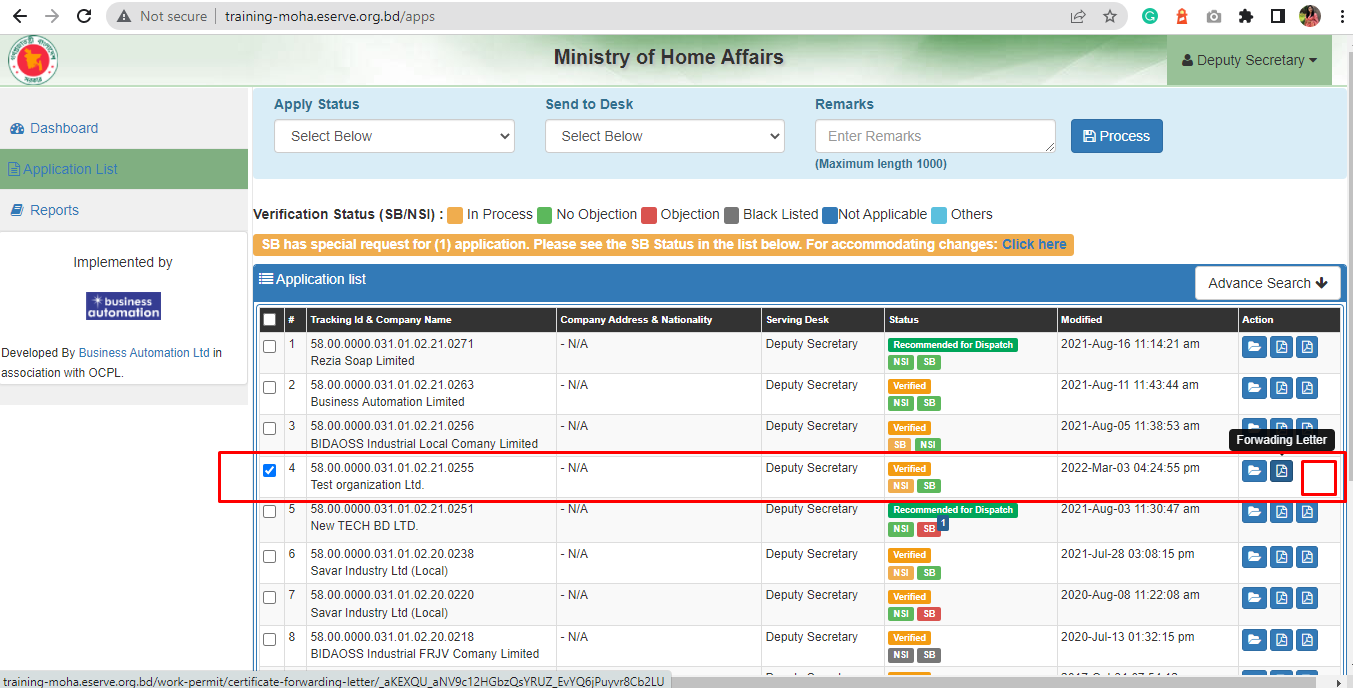 Not secure | training-moha.eserve.org.bd/apps
Ministry of Home Affairs
Deputy Secretary
Dashboard
Application List
Reports
Implemented by
business
automation
Developed By Business Automation Ltd in
association with OCPL.
Apply Status Send to Desk Remarks
Select Below Select Below Enter Remarks Process
(Maximum length 1000)
Verification Status (SB/NSI) : In Process No Objection Objection Black Listed Not Applicable Others
SB has special request for (1) application. Please see the SB Status in the list below. For accommodating changes: Click here
Application list Advance Search
# Tracking Id & Company Name Company Address & Nationality Serving Desk Status Modified Action
1 58.00.0000.031.01.02.21.0271 - N/A Deputy Secretary Recommended for Dispatch 2021-Aug-16 11:14:21 am
Rezia Soap Limited NSI SB
2 58.00.0000.031.01.02.21.0263 - N/A Deputy Secretary Verified 2021-Aug-11 11:43:44 am
Business Automation Limited NSI SB
3 58.00.0000.031.01.02.21.0256 - N/A Deputy Secretary Verified 2021-Aug-05 11:38:53 am
BIDAOSS Industrial Local Comany Limited SB NSI Forwading Letter
4 58.00.0000.031.01.02.21.0255 - N/A Deputy Secretary Verified 2022-Mar-03 04:24:55 pm
Test organization Ltd. NSI SB
5 58.00.0000.031.01.02.21.0251 - N/A Deputy Secretary Recommended for Dispatch 2021-Aug-03 11:30:47 am
New TECH BD LTD. NSI SB 1
6 58.00.0000.031.01.02.20.0238 - N/A Deputy Secretary Verified 2021-Jul-28 03:08:15 pm
Savar Industry Ltd (Local) NSI SB
7 58.00.0000.031.01.02.20.0220 - N/A Deputy Secretary Verified 2020-Aug-08 11:22:08 am
Savar Industry Ltd (Local) NSI SB
8 58.00.0000.031.01.02.20.0218 - N/A Deputy Secretary Verified 2020-Jul-13 01:32:15 pm
BIDAOSS Industrial FRJV Comany Limited NSI SB
training-moha.eserve.org.bd/work-permit/certificate-forwarding-letter/_aKEXQU_aNV9c12HGbzQsYRUZ_EvYQ6jPuyvr8Cb2LU